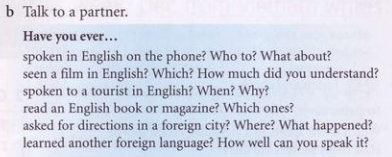 b Talk to a partner.
Have you ever...
spoken in English on the phone? Who to? What about?
seen a film in English? Which? How much did you understand?
spoken to a tourist in English? When? Why?
read an English book or magazine? Which ones?
asked for directions in a foreign city? Where? What happened?
learned another foreign language? How well can you speak it?